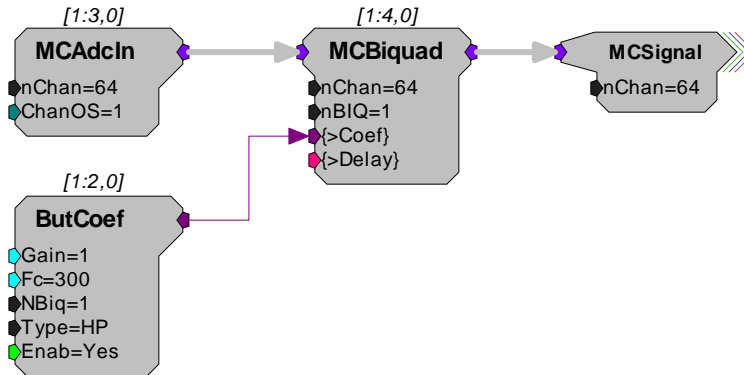 [1:3,0]
MCAdcIn
nChan=64
ChanOS=1
[1:4,0]
MCBiquad
nChan=64
nBIQ=1
{>Coef}
{>Delay}
MCSignal
nChan=64
[1:2,0]
ButCoef
Gain=1
Fc=300
NBiq=1
Type=HP
Enab=Yes